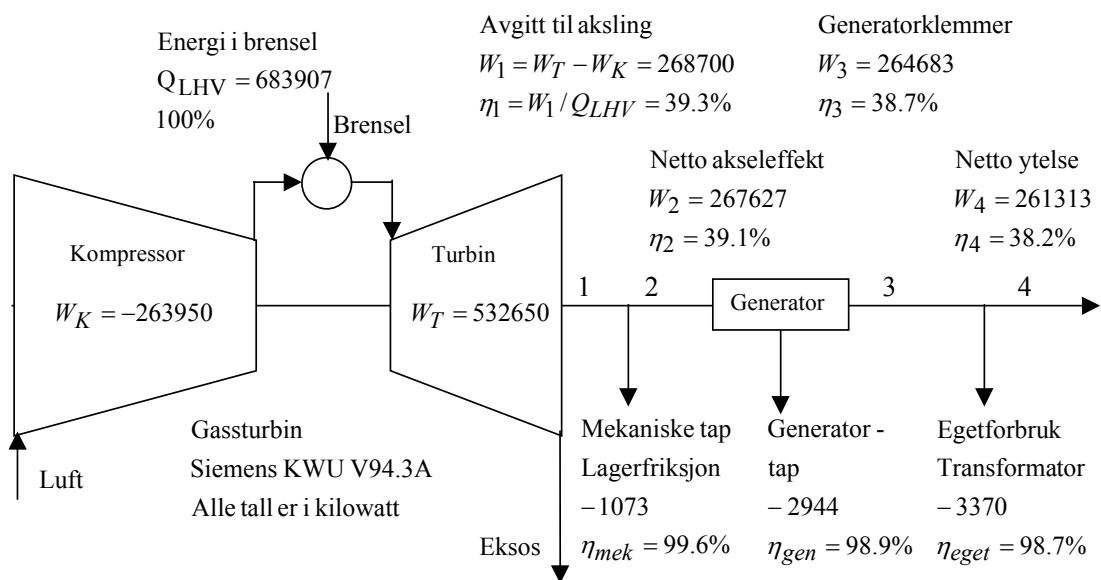 Energi i brensel
Q_LHV = 683907
100%
Brensel
Avgitt til aksling
W_1 = W_T − W_K = 268700
η_1 = W_1 / Q_LHV = 39.3%
Generatorklemmer
W_3 = 264683
η_3 = 38.7%
Netto akseleffekt
W_2 = 267627
η_2 = 39.1%
Netto ytelse
W_4 = 261313
η_4 = 38.2%
Kompressor
W_K = −263950
Turbin
W_T = 532650
1
2
Generator
3
4
Luft
Gassturbin
Siemens KWU V94.3A
Alle tall er i kilowatt
Eksos
Mekaniske tap
Lagerfriksjon
−1073
η_mek = 99.6%
Generator -
tap
− 2944
η_gen = 98.9%
Egetforbruk
Transformator
− 3370
η_eget = 98.7%